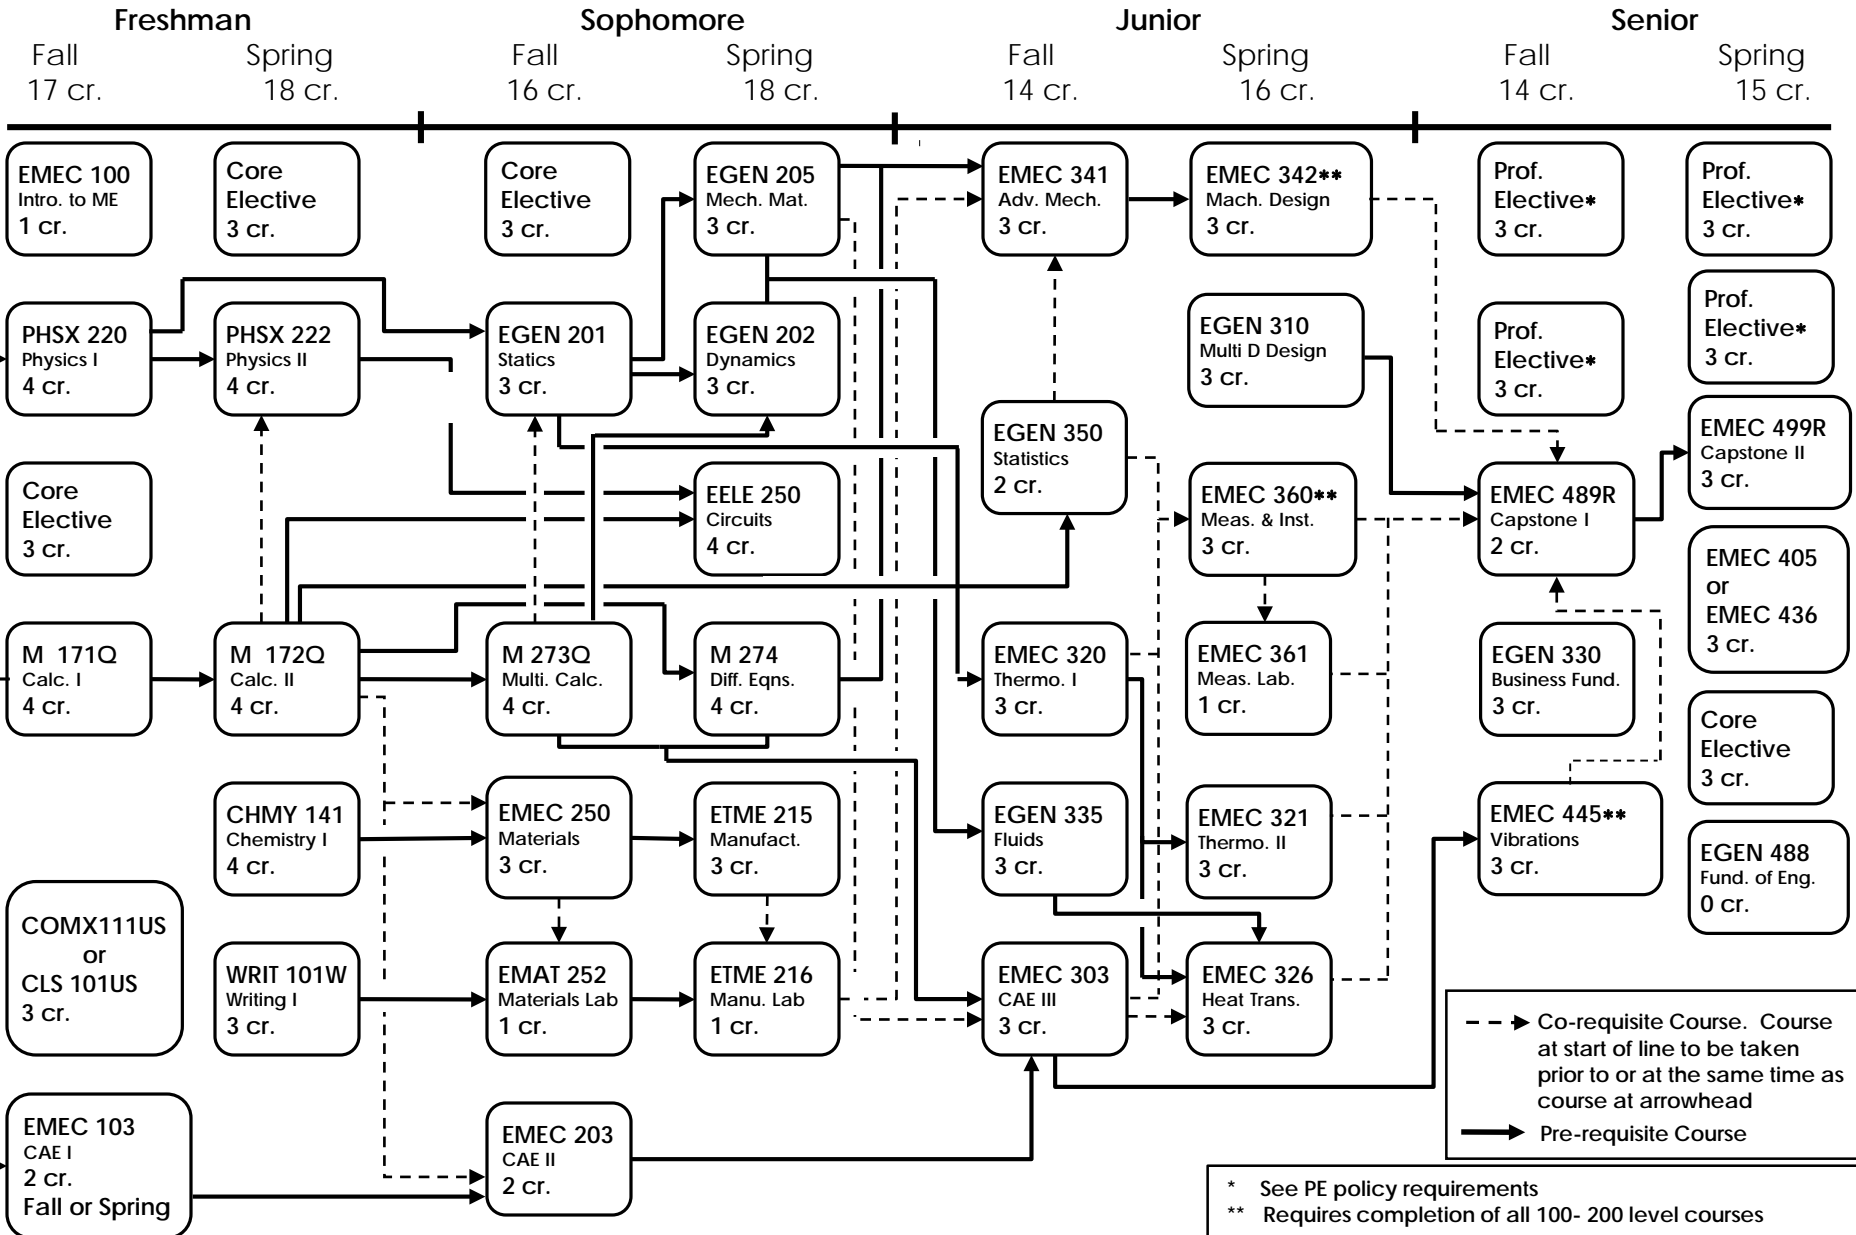 Freshman
Sophomore
Junior
Senior
Fall
Spring
Fall
Spring
Fall
Spring
Fall
Spring
17 cr.
18 cr.
16 cr.
18 cr.
14 cr.
16 cr.
14 cr.
15 cr.
EMEC 100
Intro. to ME
1 cr.
PHSX 220
Physics I
4 cr.
Core
Elective
3 cr.
M 171Q
Calc. I
4 cr.
COMX111US
or
CLS 101US
3 cr.
EMEC 103
CAE I
2 cr.
Fall or Spring
Core
Elective
3 cr.
PHSX 222
Physics II
4 cr.
M 172Q
Calc. II
4 cr.
CHMY 141
Chemistry I
4 cr.
WRIT 101W
Writing I
3 cr.
Core
Elective
3 cr.
EGEN 201
Statics
3 cr.
M 273Q
Multi. Calc.
4 cr.
EMEC 250
Materials
3 cr.
EMAT 252
Materials Lab
1 cr.
EMEC 203
CAE II
2 cr.
EGEN 205
Mech. Mat.
3 cr.
EGEN 202
Dynamics
3 cr.
EELE 250
Circuits
4 cr.
M 274
Diff. Eqns.
4 cr.
ETME 215
Manufact.
3 cr.
ETME 216
Manu. Lab
1 cr.
EMEC 341
Adv. Mech.
3 cr.
EGEN 350
Statistics
2 cr.
EMEC 320
Thermo. I
3 cr.
EGEN 335
Fluids
3 cr.
EMEC 303
CAE III
3 cr.
EMEC 342**
Mach. Design
3 cr.
EGEN 310
Multi D Design
3 cr.
EMEC 360**
Meas. & Inst.
3 cr.
EMEC 361
Meas. Lab.
1 cr.
EMEC 321
Thermo. II
3 cr.
EMEC 326
Heat Trans.
3 cr.
Prof.
Elective*
3 cr.
Prof.
Elective*
3 cr.
EMEC 489R
Capstone I
2 cr.
EGEN 330
Business Fund.
3 cr.
EMEC 445**
Vibrations
3 cr.
Prof.
Elective*
3 cr.
Prof.
Elective*
3 cr.
EMEC 499R
Capstone II
3 cr.
EMEC 405
or
EMEC 436
3 cr.
Core
Elective
3 cr.
EGEN 488
Fund. of Eng.
0 cr.
Co-requisite Course. Course
at start of line to be taken
prior to or at the same time as
course at arrowhead
Pre-requisite Course
* See PE policy requirements
** Requires completion of all 100- 200 level courses